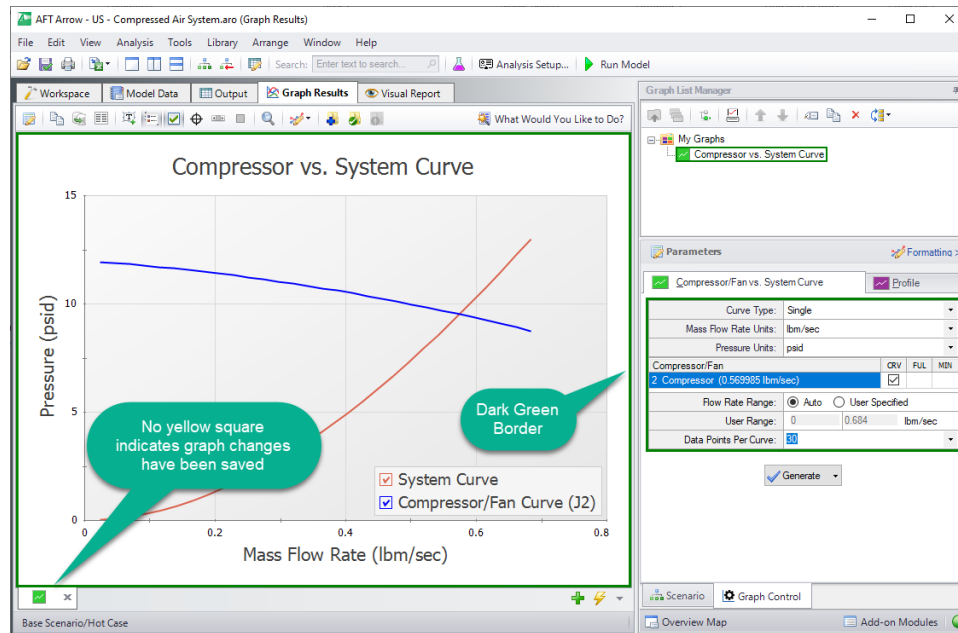 AFT Arrow - US - Compressed Air System.aro (Graph Results)
File Edit View Analysis Tools Library Arrange Window Help
Search: Enter text to search... Analysis Setup... Run Model
Workspace Model Data Output Graph Results Visual Report
What Would You Like to Do?
Compressor vs. System Curve
15
10
5
0
0 0.2 0.4 0.6 0.8
Pressure (psid)
Mass Flow Rate (lbm/sec)
System Curve
Compressor/Fan Curve (J2)
No yellow square
indicates graph changes
have been saved
Dark Green
Border
Base Scenario/Hot Case
Graph List Manager
My Graphs
Compressor vs. System Curve
Parameters Formatting >
Compressor/Fan vs. System Curve Profile
Curve Type: Single
Mass Flow Rate Units: lbm/sec
Pressure Units: psid
Compressor/Fan CRV FUL MIN
2 Compressor (0.569985 lbm/sec)
Flow Rate Range: Auto User Specified
User Range: 0 0.684 lbm/sec
Data Points Per Curve: 30
Generate
Scenario Graph Control
Overview Map Add-on Modules